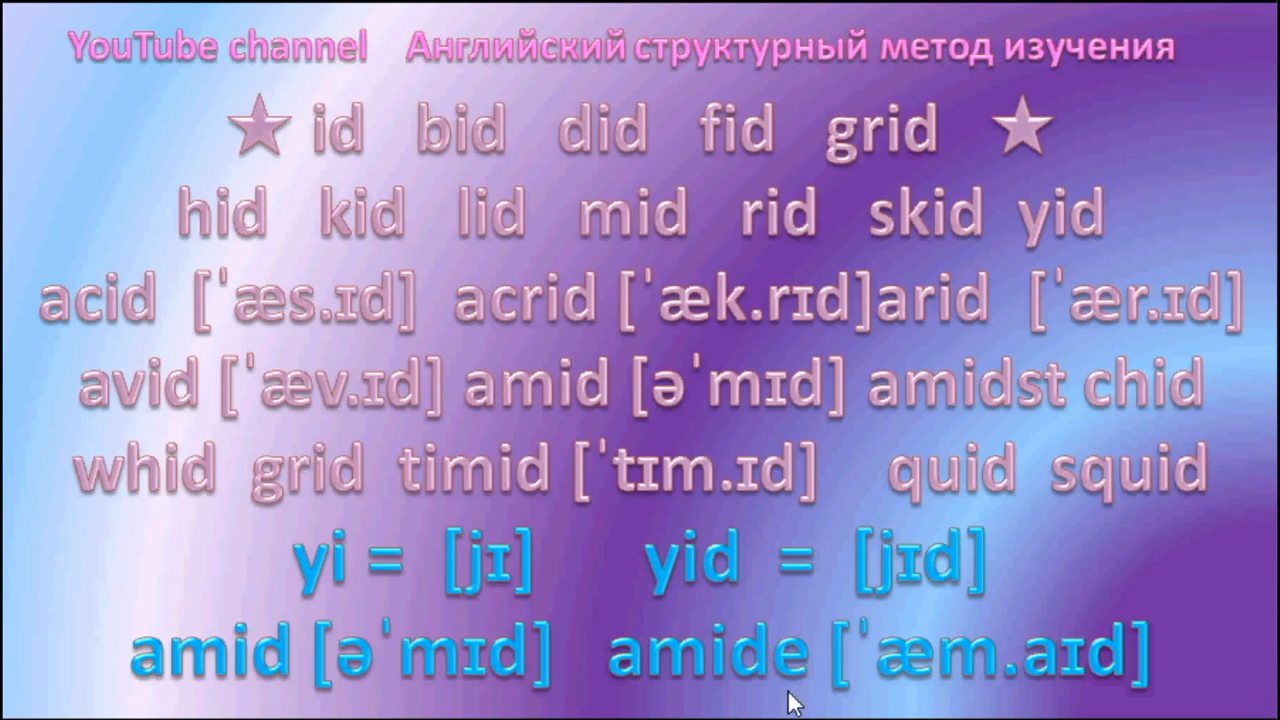 YouTube channel Английский структурный метод изучения
★ id bid did fid grid ★
hid kid lid mid rid skid yid
acid [ˈæs.ɪd] acrid [ˈæk.rɪd]arid [ˈær.ɪd]
avid [ˈæv.ɪd] amid [əˈmɪd] amidst chid
whid grid timid [ˈtɪm.ɪd] quid squid
yi = [jɪ] yid = [jɪd]
amid [əˈmɪd] amide [ˈæm.aɪd]